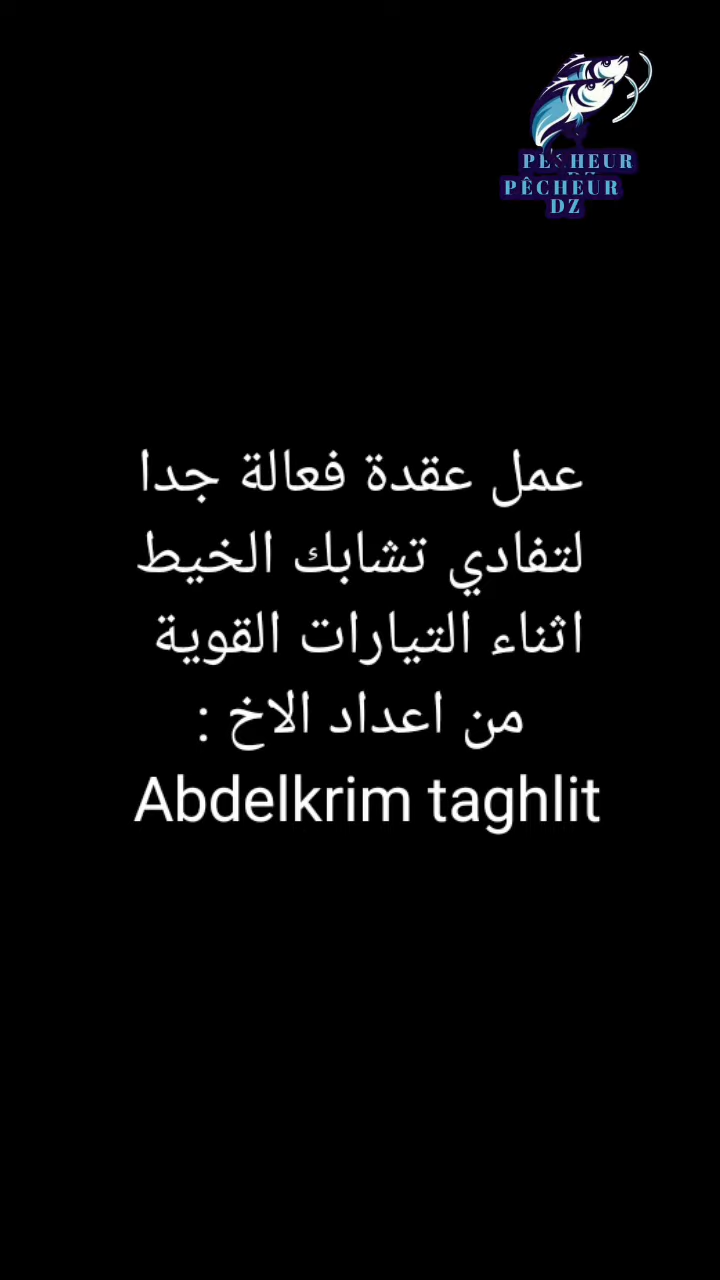 PÊCHEUR
PÊCHEUR
DZ
عمل عقدة فعالة جدا
لتفادي تشابك الخيط
اثناء التيارات القوية
من اعداد الاخ :
Abdelkrim taghlit